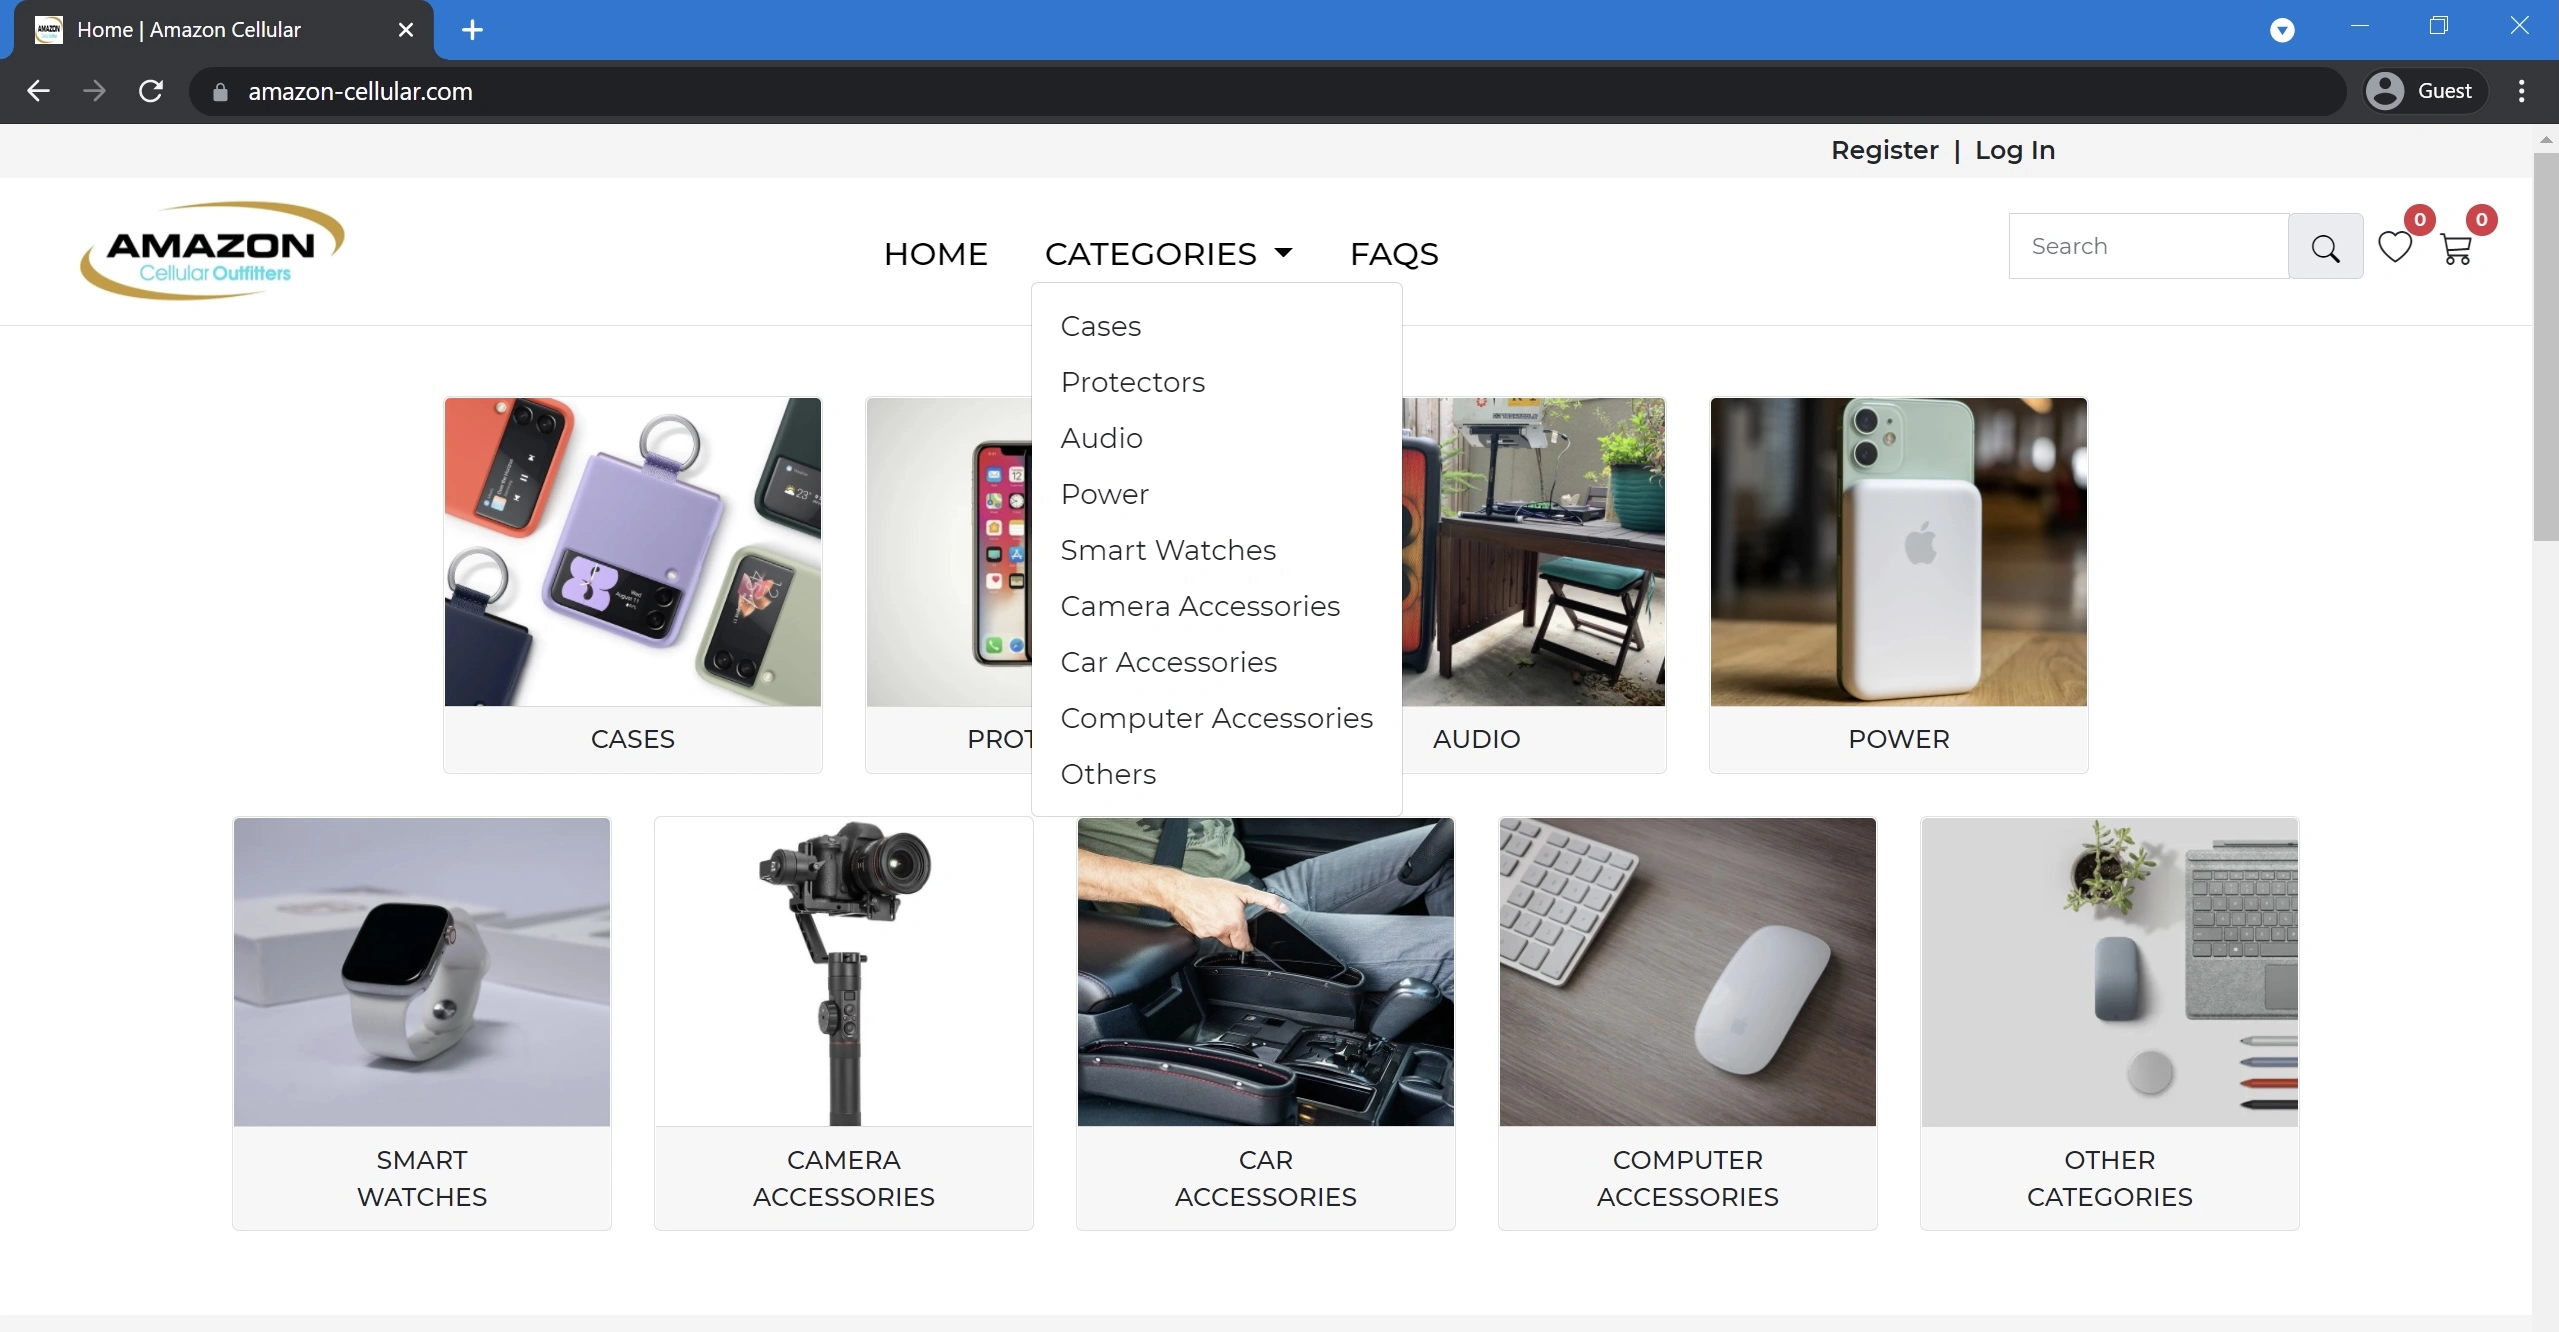 Home | Amazon Cellular
amazon-cellular.com
Guest
Register | Log In
AMAZON
Cellular Outfitters
HOME
CATEGORIES
FAQS
Search
0
0
Cases
Protectors
Audio
Power
Smart Watches
Camera Accessories
Car Accessories
Computer Accessories
Others
CASES
PROT
AUDIO
POWER
SMART
WATCHES
CAMERA
ACCESSORIES
CAR
ACCESSORIES
COMPUTER
ACCESSORIES
OTHER
CATEGORIES